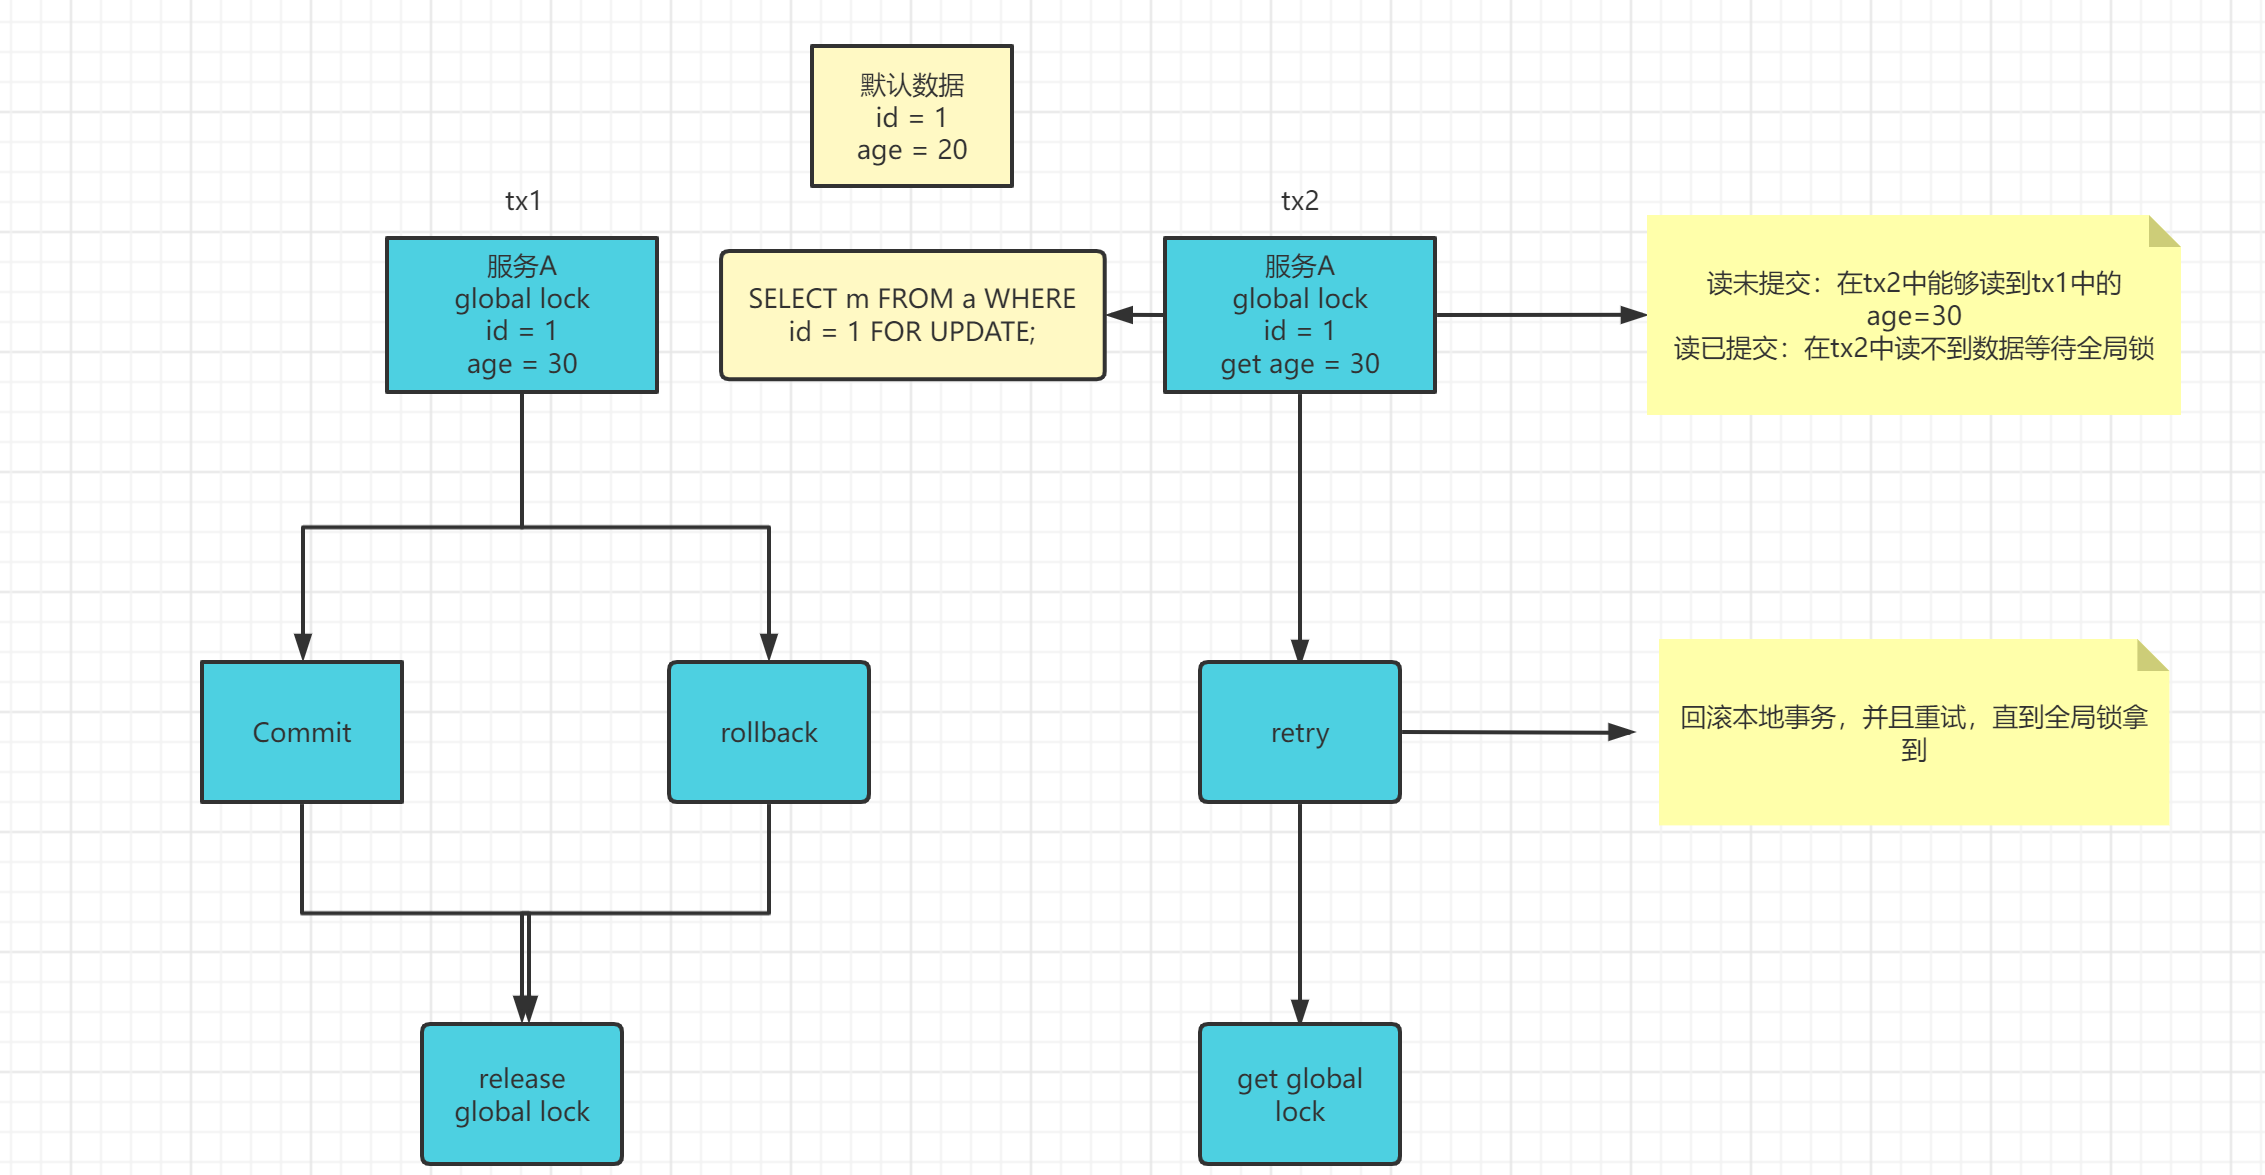 默认数据
id = 1
age = 20
tx1
tx2
服务A
global lock
id = 1
age = 30
SELECT m FROM a WHERE
id = 1 FOR UPDATE;
服务A
global lock
id = 1
get age = 30
读未提交：在tx2中能够读到tx1中的
age=30
读已提交：在tx2中读不到数据等待全局锁
Commit
rollback
retry
回滚本地事务，并且重试，直到全局锁拿
到
release
global lock
get global
lock